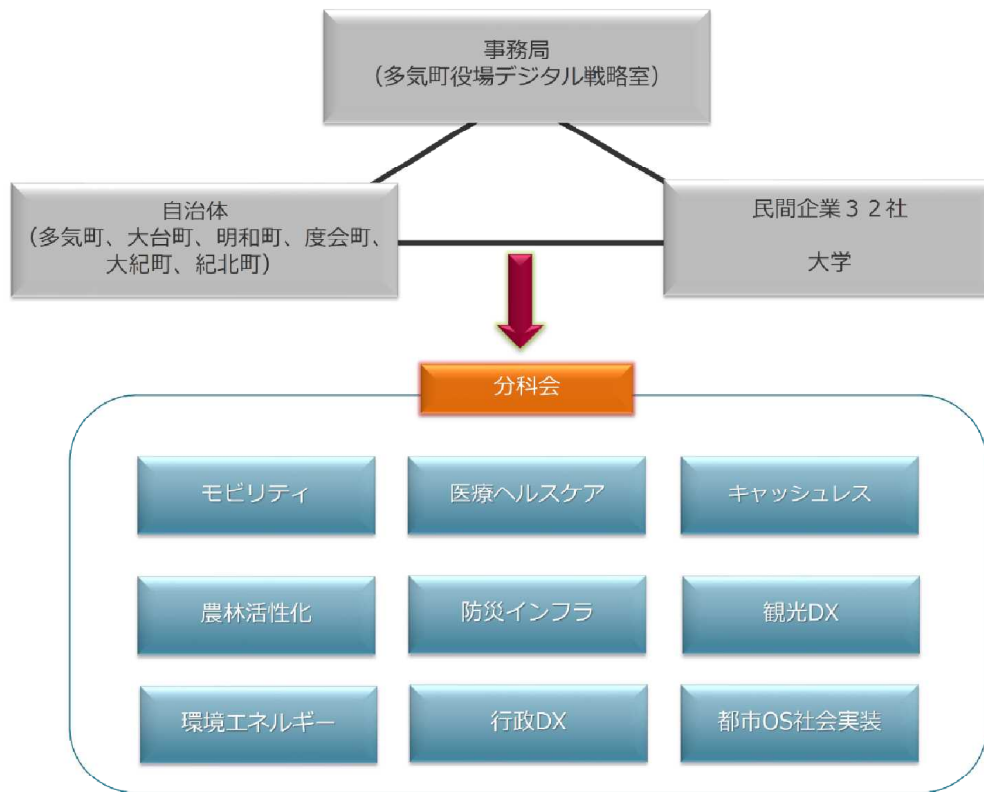 事務局
（多気町役場デジタル戦略室）
自治体
（多気町、大台町、明和町、度会町、
大紀町、紀北町）
民間企業３２社
大学
分科会
モビリティ
医療ヘルスケア
キャッシュレス
農林活性化
防災インフラ
観光DX
環境エネルギー
行政DX
都市OS社会実装